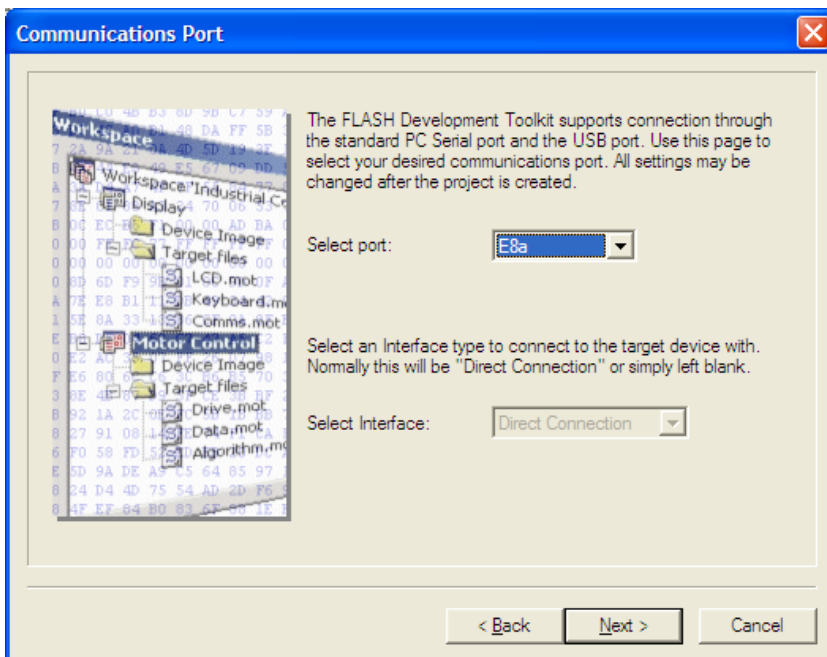 Communications Port
The FLASH Development Toolkit supports connection through
the standard PC Serial port and the USB port. Use this page to
select your desired communications port. All settings may be
changed after the project is created.
Select port:
E8a
Select an Interface type to connect to the target device with.
Normally this will be "Direct Connection" or simply left blank.
Select Interface:
Direct Connection
Workspace
Workspace "Industrial
Display
Device Image
Target files
LCD.mot
Keyboard.m
Comms.mot
Motor Control
Device Image
Target files
Drive.mot
Data.mot
Algorithm.m
< Back
Next >
Cancel